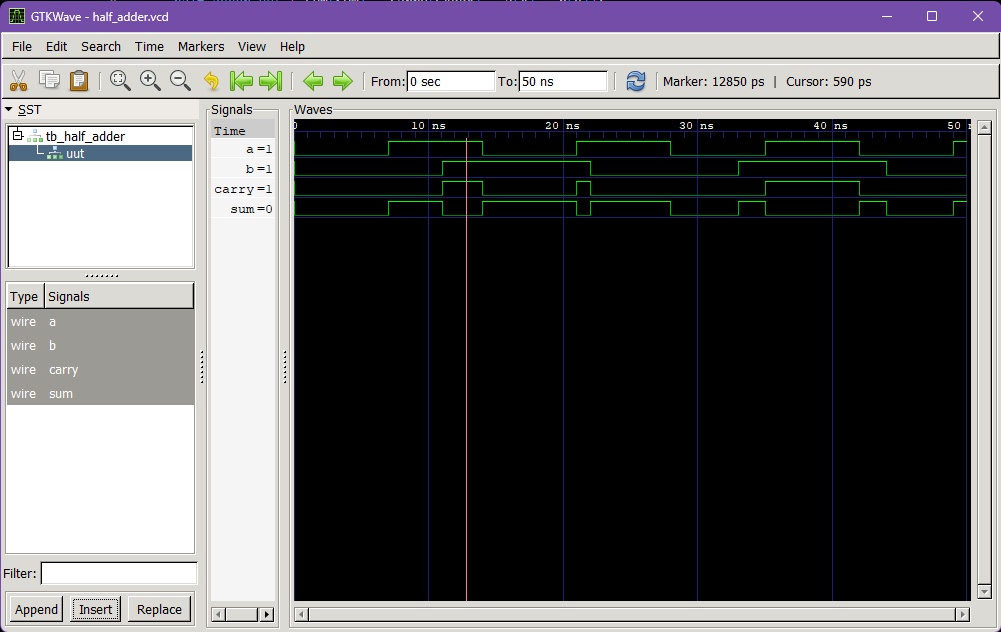 GTKWave - half_adder.vcd
File Edit Search Time Markers View Help
From: 0 sec To: 50 ns Marker: 12850 ps | Cursor: 590 ps
SST
tb_half_adder
uut
Type Signals
wire a
wire b
wire carry
wire sum
Filter:
Append Insert Replace
Signals
Time
a=1
b=1
carry=1
sum=0
Waves
0 10 ns 20 ns 30 ns 40 ns 50